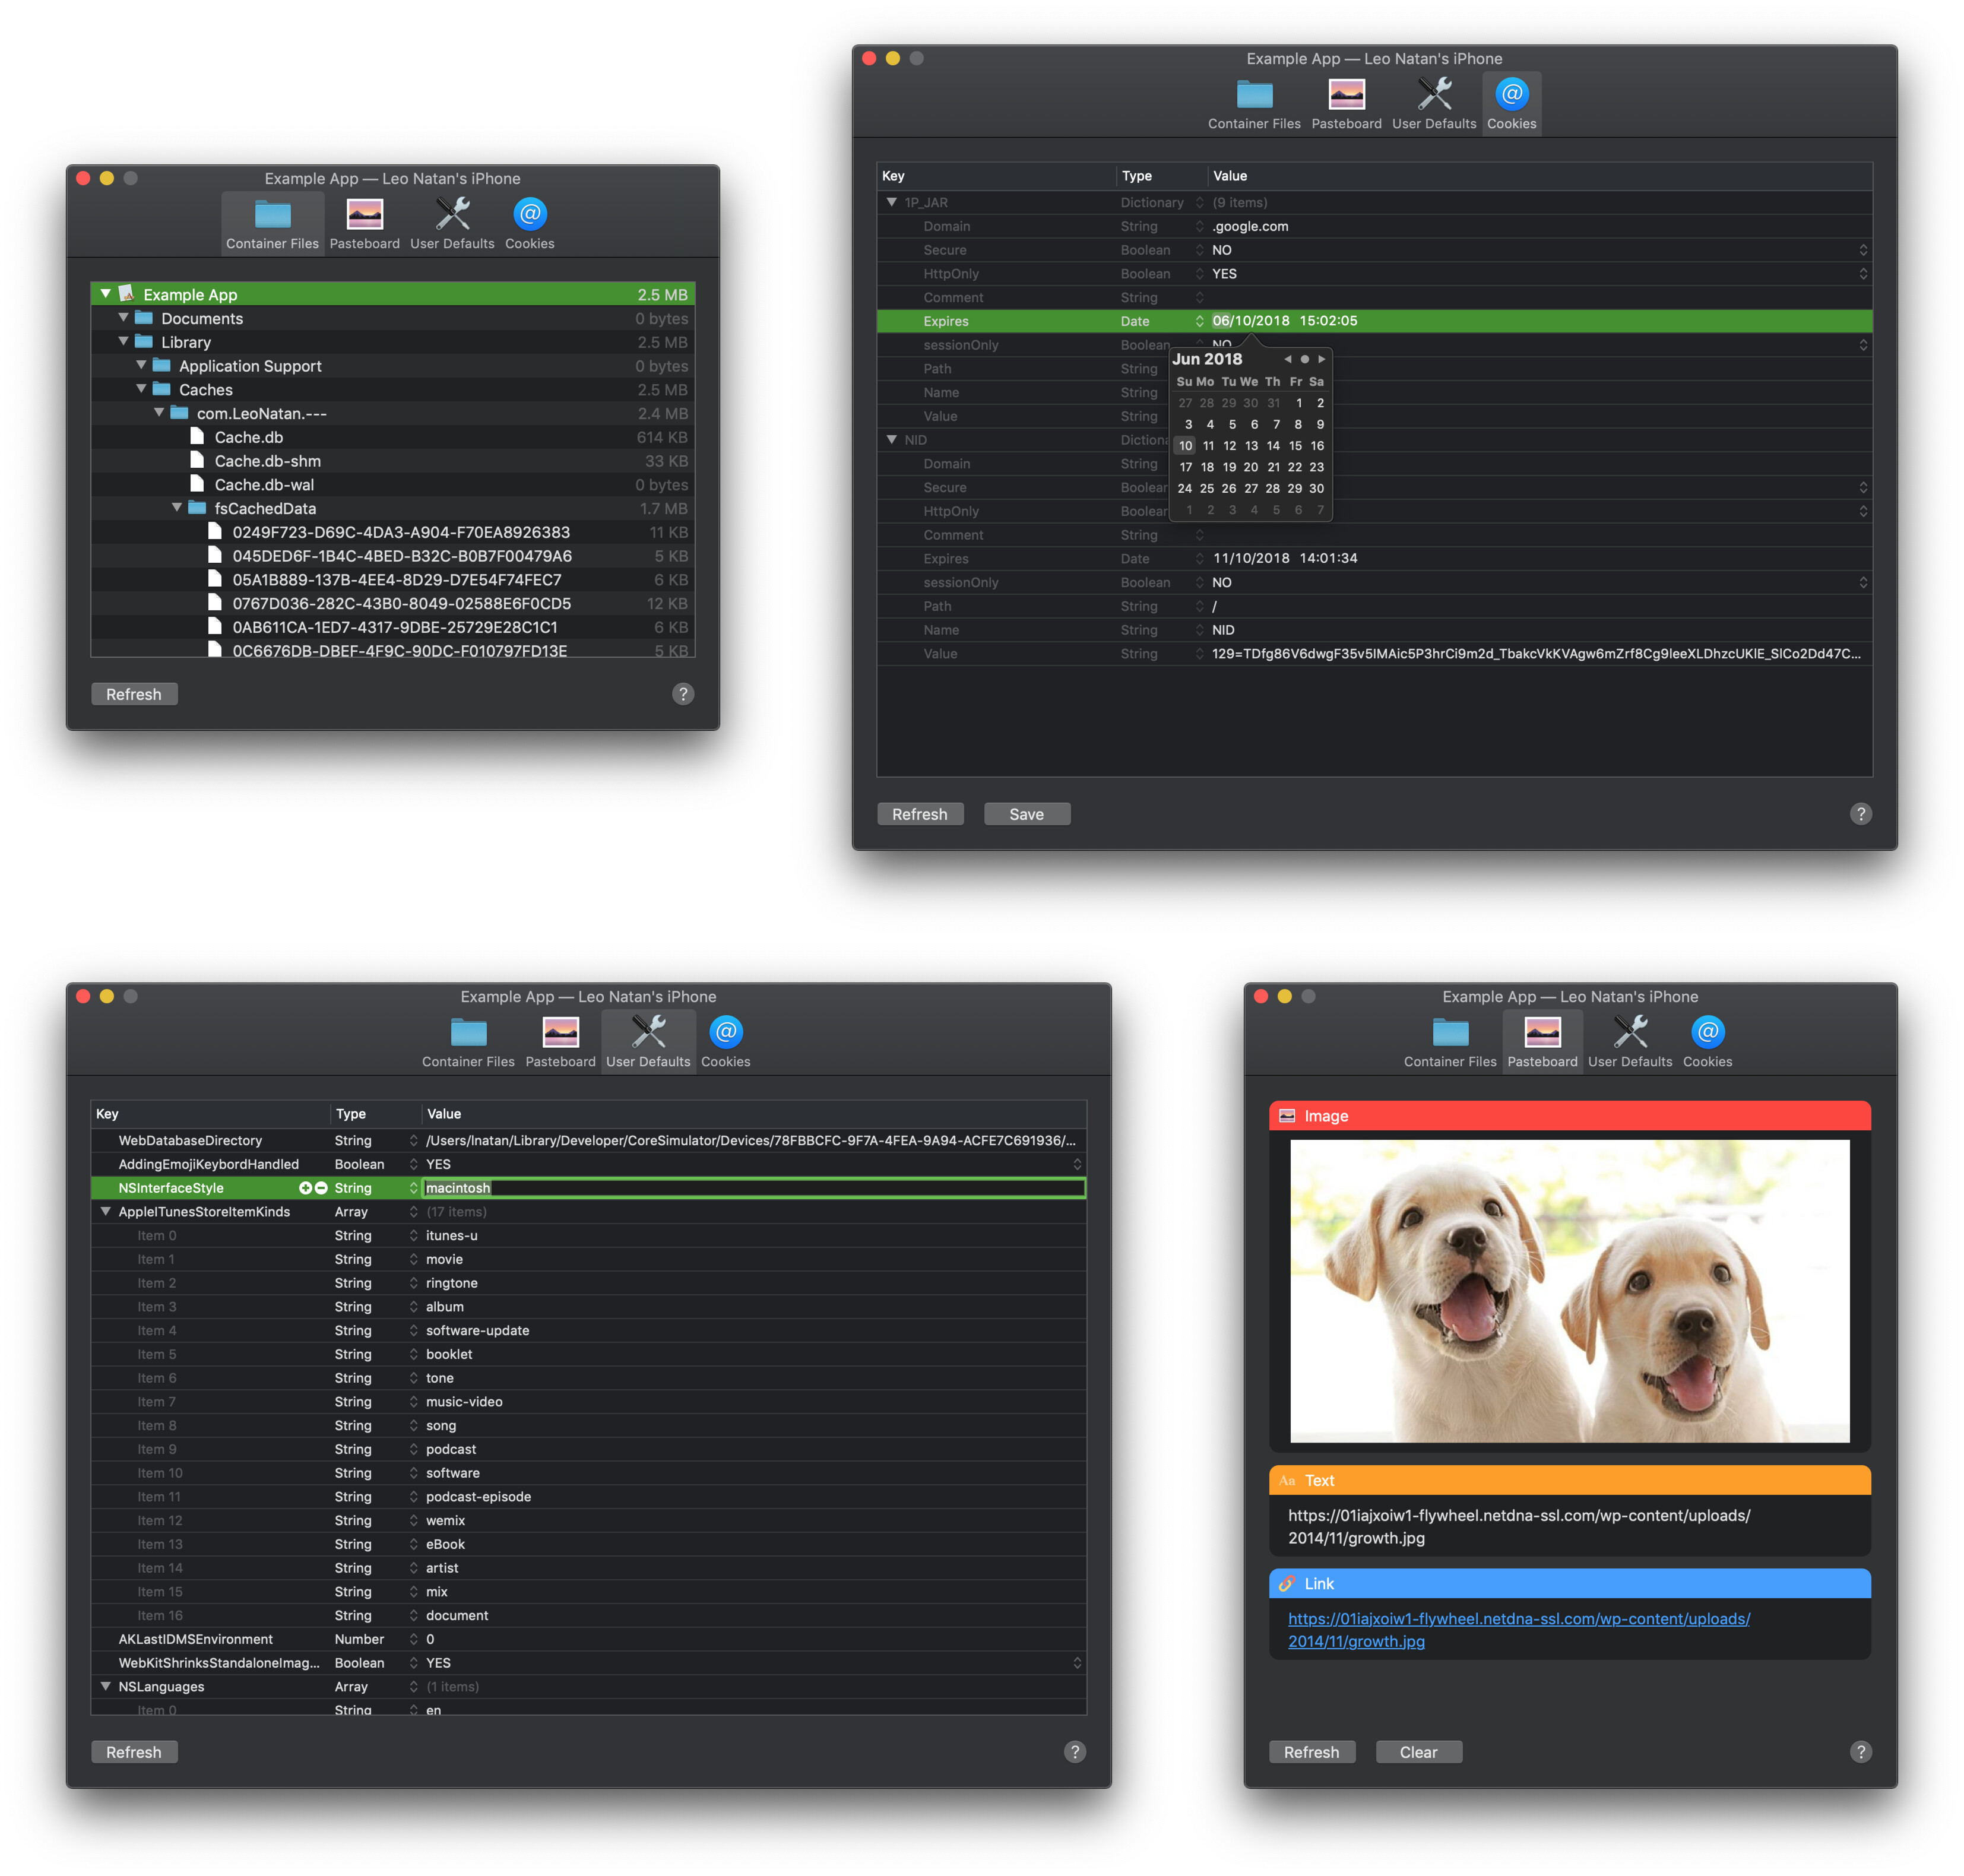 Example App — Leo Natan's iPhone
Container Files Pasteboard User Defaults @ Cookies
Example App 2.5 MB
Documents 0 bytes
Library 2.5 MB
Application Support 0 bytes
Caches 2.5 MB
com.LeoNatan.--- 2.4 MB
Cache.db 614 KB
Cache.db-shm 33 KB
Cache.db-wal 0 bytes
fsCachedData 1.7 MB
0249F723-D69C-4DA3-A904-F70EA8926383 11 KB
045DED6F-1B4C-4BED-B32C-B0B7F00479A6 5 KB
05A1B889-137B-4EE4-8D29-D7E54F74FEC7 6 KB
0767D036-282C-43B0-8049-02588E6F0CD5 12 KB
0AB611CA-1ED7-4317-9DBE-25729E28C1C1 6 KB
0C6676DB-DBEF-4F9C-90DC-F010797FD13E 5 KB
Refresh ?
Example App — Leo Natan's iPhone
Container Files Pasteboard User Defaults @ Cookies
Key Type Value
1P_JAR Dictionary (9 items)
Domain String .google.com
Secure Boolean NO
HttpOnly Boolean YES
Comment String
Expires Date 06/10/2018 15:02:05
sessionOnly Boolean NO
Path String
Name String
Value String
NID Dictiona
Domain String
Secure Boolear
HttpOnly Boolear
Comment String
Expires Date 11/10/2018 14:01:34
sessionOnly Boolean NO
Path String /
Name String NID
Value String 129=TDfg86V6dwgF35v5IMAic5P3hrCi9m2d_TbakcVkKVAgw6mZrf8Cg9IeeXLDhzcUKlE_SlCo2Dd47C...
Jun 2018
Su Mo Tu We Th Fr Sa
27 28 29 30 31 1 2
3 4 5 6 7 8 9
10 11 12 13 14 15 16
17 18 19 20 21 22 23
24 25 26 27 28 29 30
1 2 3 4 5 6 7
Refresh Save ?
Example App — Leo Natan's iPhone
Container Files Pasteboard User Defaults @ Cookies
Key Type Value
WebDatabaseDirectory String /Users/lnatan/Library/Developer/CoreSimulator/Devices/78FBBCFC-9F7A-4FEA-9A94-ACFE7C691936/...
AddingEmojiKeybordHandled Boolean YES
NSInterfaceStyle String macintosh
AppleITunesStoreItemKinds Array (17 items)
Item 0 String itunes-u
Item 1 String movie
Item 2 String ringtone
Item 3 String album
Item 4 String software-update
Item 5 String booklet
Item 6 String tone
Item 7 String music-video
Item 8 String song
Item 9 String podcast
Item 10 String software
Item 11 String podcast-episode
Item 12 String wemix
Item 13 String eBook
Item 14 String artist
Item 15 String mix
Item 16 String document
AKLastIDMSEnvironment Number 0
WebKitShrinksStandaloneImag... Boolean YES
NSLanguages Array (1 items)
Item 0 String en
Refresh ?
Example App — Leo Natan's iPhone
Container Files Pasteboard User Defaults @ Cookies
Image
Aa Text
https://01iajxoiw1-flywheel.netdna-ssl.com/wp-content/uploads/
2014/11/growth.jpg
Link
https://01iajxoiw1-flywheel.netdna-ssl.com/wp-content/uploads/
2014/11/growth.jpg
Refresh Clear ?